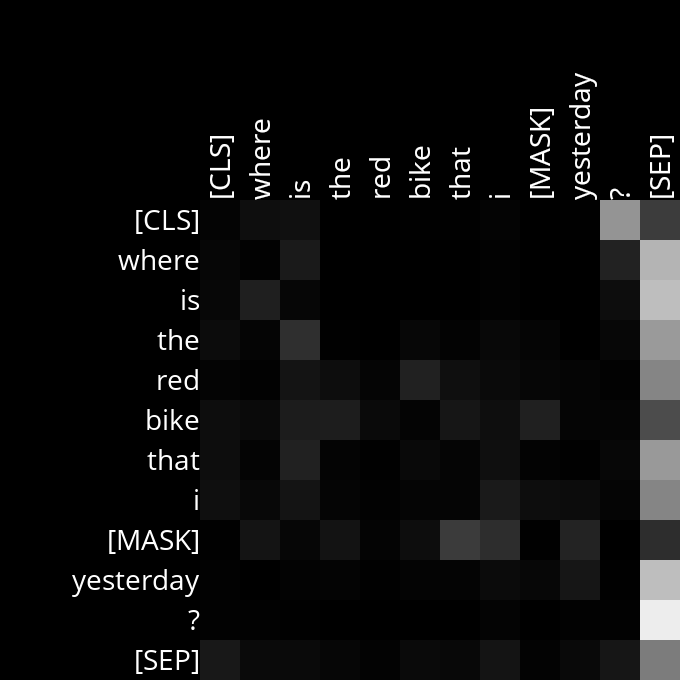 [CLS] where is the red bike that i [MASK] yesterday ? [SEP]
[CLS]
where
is
the
red
bike
that
i
[MASK]
yesterday
?
[SEP]